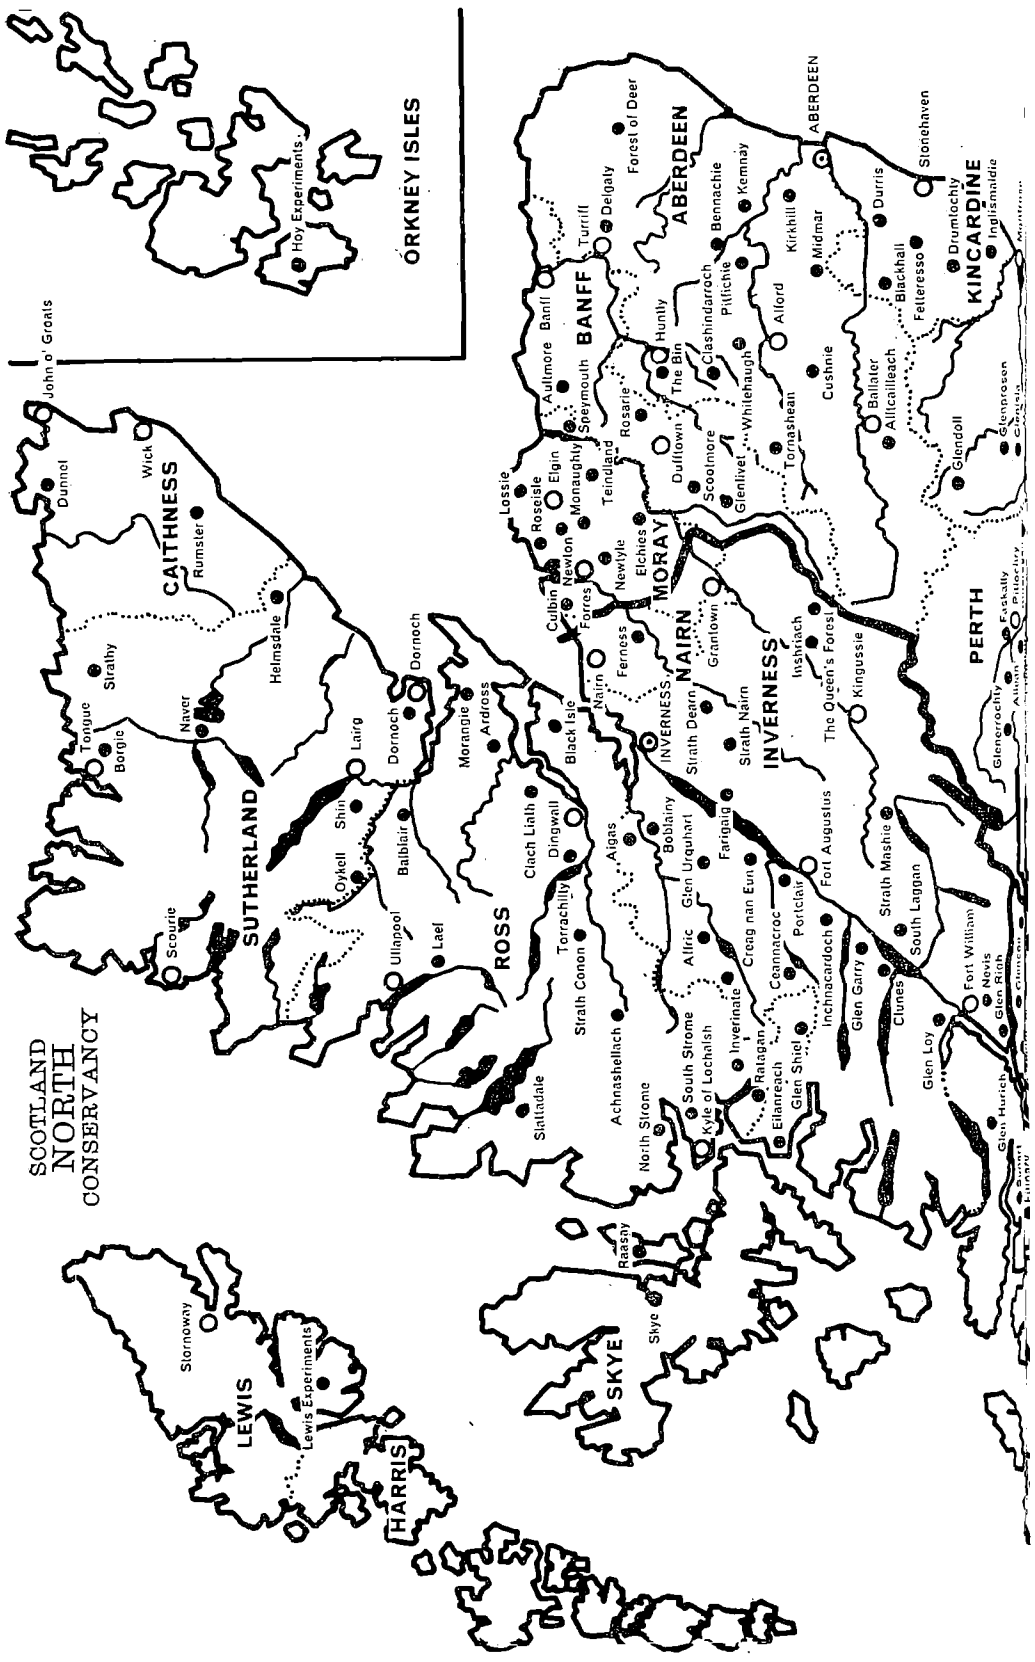 SCOTLAND
NORTH
CONSERVANCY
ORKNEY ISLES
Hoy Experiments
John o' Groats
Dunnet
Wick
CAITHNESS
Rumster
Helmsdale
Strathy
Tongue
Borgie
Naver
SUTHERLAND
Scourie
Lairg
Shin
Dornoch
Dornoch
Oykell
Balblair
Morangie
Ardross
Ullapool
Lael
ROSS
Clach Liath
Dingwall
Torrachilly
Strath Conon
Black Isle
Slattadale
Achnashellach
North Strome
South Strome
Kyle of Lochalsh
Inverinate
Ratagan
Eilanreach
Glen Shiel
Stornoway
LEWIS
Lewis Experiments
HARRIS
SKYE
Skye
Raasay
Lossie
Roseisle
Elgin
Newton
Monaughty
Teindland
Culbin
Forres
Newtyle
Elchies
MORAY
Nairn
Ferness
NAIRN
Grantown
INVERNESS
Strath Dearn
Strath Nairn
INVERNESS
Inshriach
The Queen's Forest
Kingussie
Aigas
Boblainy
Glen Urquhart
Farigaig
Affric
Creag nan Eun
Ceannacroc
Portclair
Fort Augustus
Inchnacardoch
Glen Garry
Strath Mashie
South Laggan
Clunes
Fort William
Nevis
Glen Righ
Glen Loy
Glen Hurich
Banff
Aultmore
Speymouth
BANFF
Turriff
Delgaty
Forest of Deer
ABERDEEN
Rosarie
Huntly
The Bin
Dufftown
Scootmore
Glenlivet
Clashindarroch
Whitehaugh
Pitfichie
Bennachie
Kemnay
ABERDEEN
Kirkhill
Midmar
Alford
Tornashean
Cushnie
Ballater
Alltcailleach
Durris
Stonehaven
Blackhall
Fetteresso
Drumtochty
KINCARDINE
Inglismaldie
Glendoll
Glenprosen
PERTH
Faskally
Pitlochry
Glenerrochty